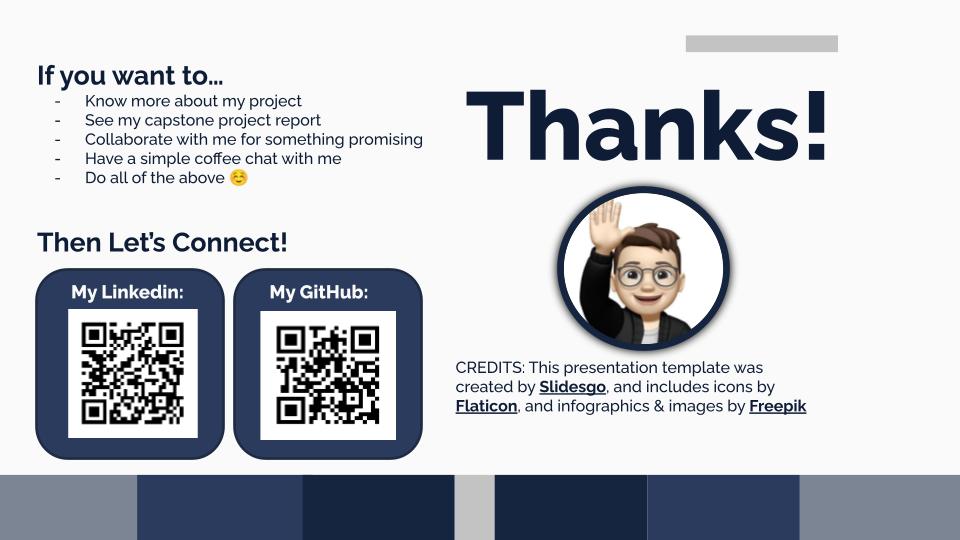 If you want to…
- Know more about my project
- See my capstone project report
- Collaborate with me for something promising
- Have a simple coffee chat with me
- Do all of the above ☺️
Then Let’s Connect!
My Linkedin:
My GitHub:
Thanks!
CREDITS: This presentation template was
created by Slidesgo, and includes icons by
Flaticon, and infographics & images by Freepik